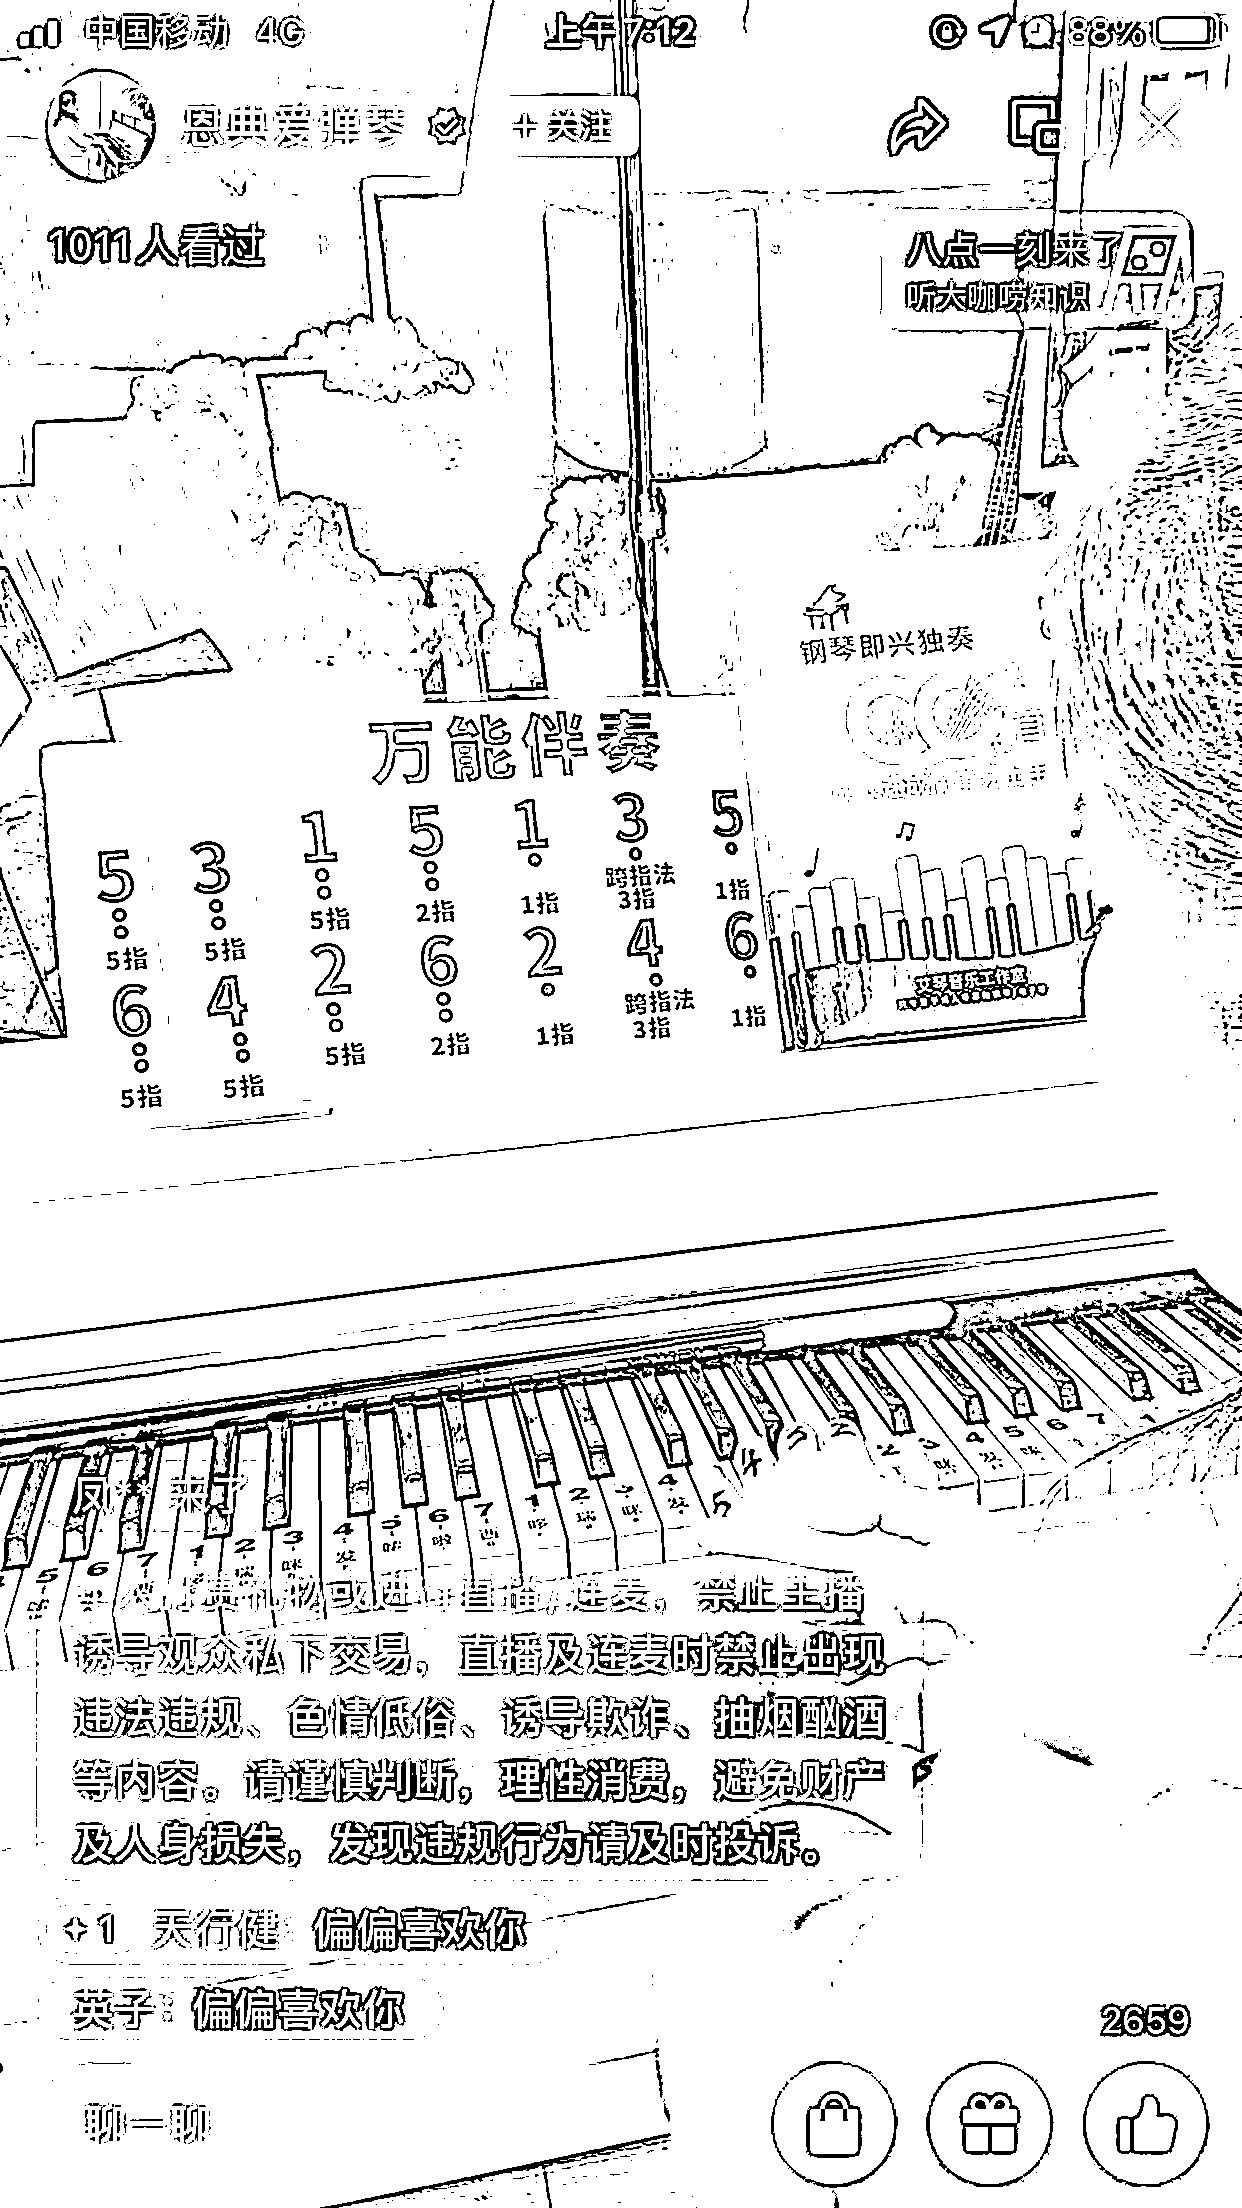 中国移动 4G 上午7:12 88%
恩典爱弹琴 + 关注
1011人看过
八点一刻来了
听大咖唠知识
钢琴即兴独奏
万能伴奏
5 3 1 5 1 3 5
5指 5指 5指 2指 1指 跨指法 3指 1指
6 4 2 6 2 4 6
5指 5指 5指 2指 1指 跨指法 3指 1指
艾琴音乐工作室
凤** 来了
直播, 连麦。禁止主播
诱导观众私下交易，直播及连麦时禁止出现
违法违规、色情低俗、诱导欺诈、抽烟酗酒
等内容。请谨慎判断，理性消费，避免财产
及人身损失，发现违规行为请及时投诉。
+1 天行健 偏偏喜欢你
英子：偏偏喜欢你
2659
聊一聊